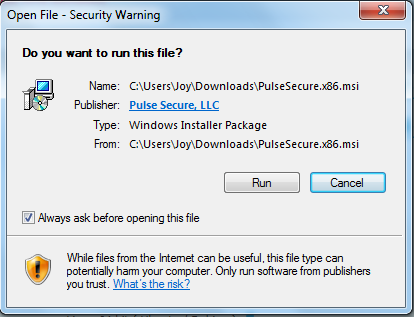 Open File - Security Warning
Do you want to run this file?
Name: C:\Users\Joy\Downloads\PulseSecure.x86.msi
Publisher: Pulse Secure, LLC
Type: Windows Installer Package
From: C:\Users\Joy\Downloads\PulseSecure.x86.msi
Run Cancel
Always ask before opening this file
While files from the Internet can be useful, this file type can
potentially harm your computer. Only run software from publishers
you trust. What's the risk?